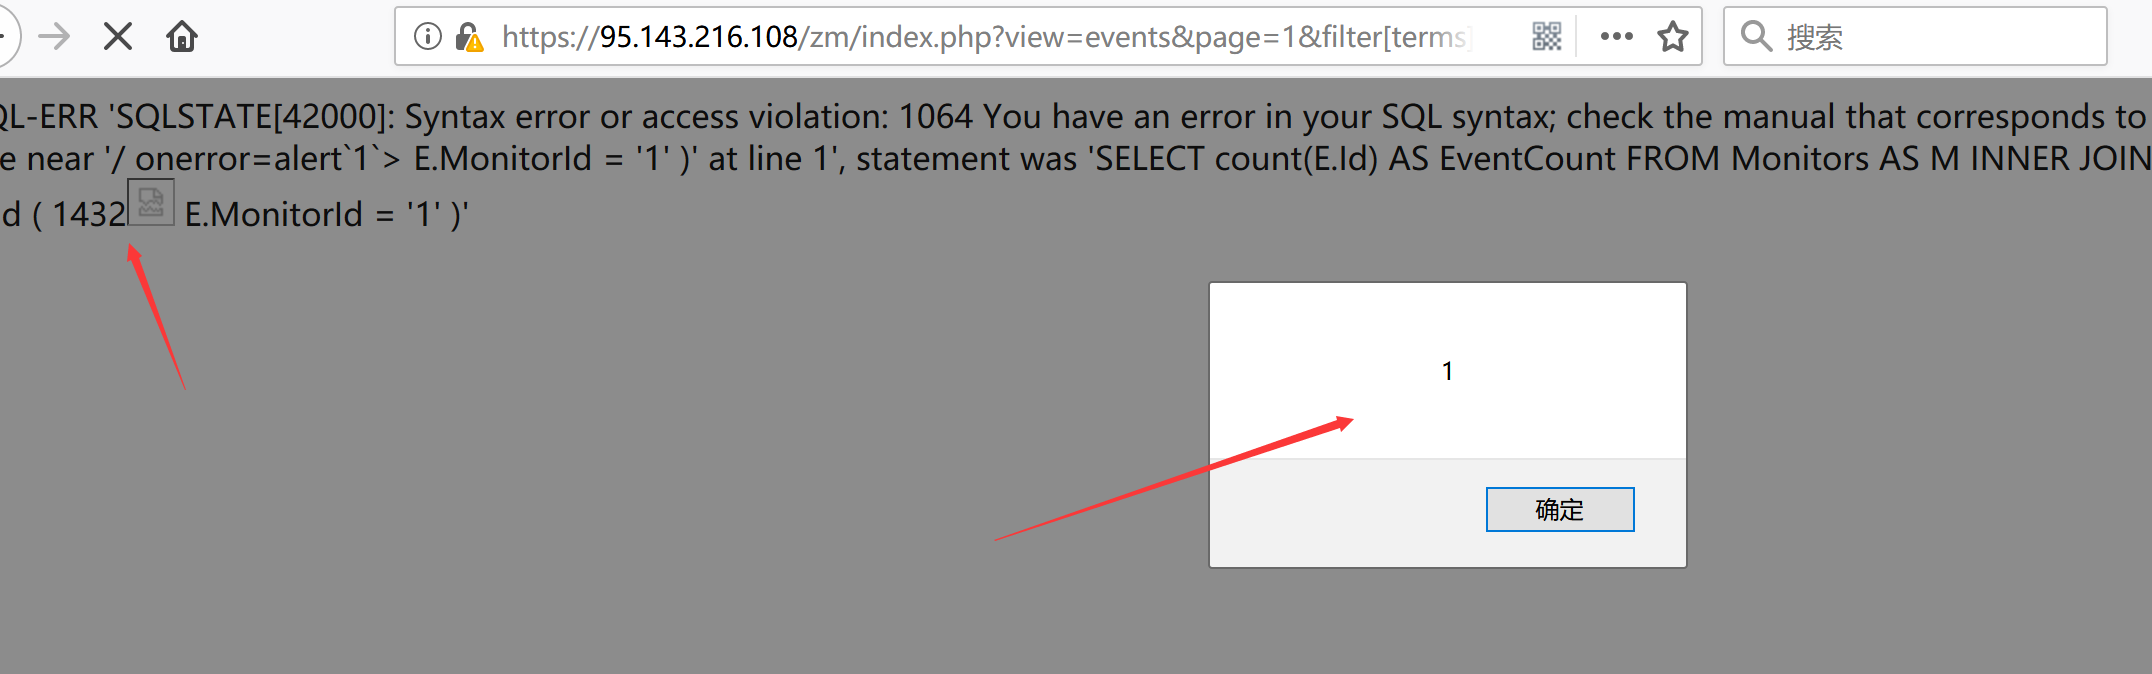 https://95.143.216.108/zm/index.php?view=events&page=1&filter[terms]
搜索
QL-ERR 'SQLSTATE[42000]: Syntax error or access violation: 1064 You have an error in your SQL syntax; check the manual that corresponds to
e near '/ onerror=alert`1`> E.MonitorId = '1' )' at line 1', statement was 'SELECT count(E.Id) AS EventCount FROM Monitors AS M INNER JOIN
d ( 1432 E.MonitorId = '1' )'
1
确定